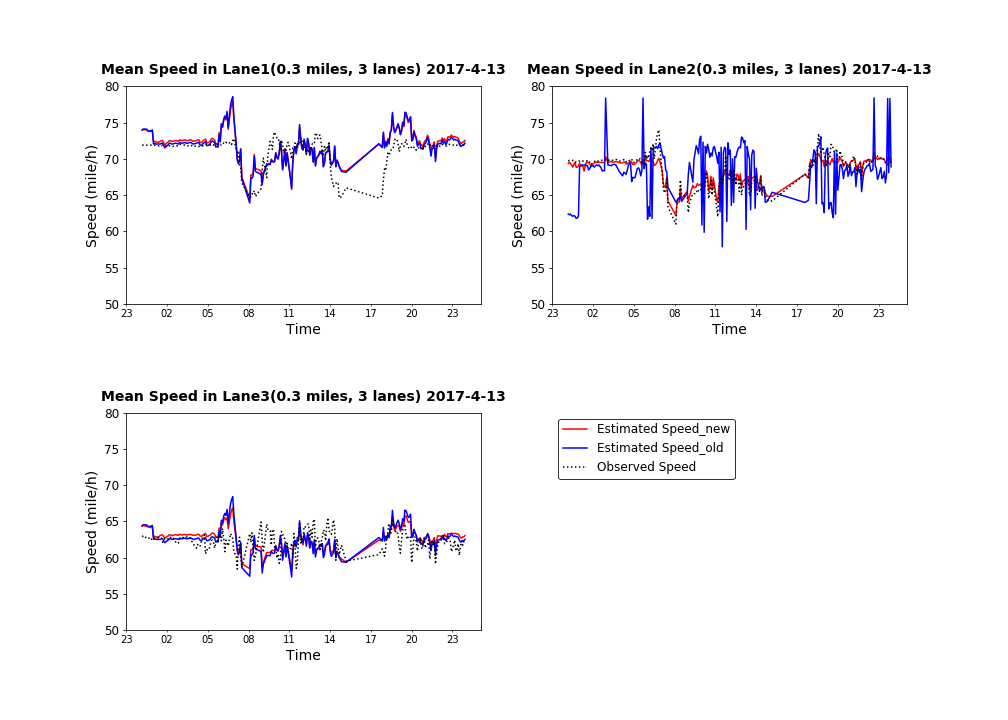 Mean Speed in Lane1(0.3 miles, 3 lanes) 2017-4-13
80
75
70
65
60
55
50
Speed (mile/h)
23 02 05 08 11 14 17 20 23
Time
Mean Speed in Lane2(0.3 miles, 3 lanes) 2017-4-13
80
75
70
65
60
55
50
Speed (mile/h)
23 02 05 08 11 14 17 20 23
Time
Mean Speed in Lane3(0.3 miles, 3 lanes) 2017-4-13
80
75
70
65
60
55
50
Speed (mile/h)
23 02 05 08 11 14 17 20 23
Time
Estimated Speed_new
Estimated Speed_old
Observed Speed